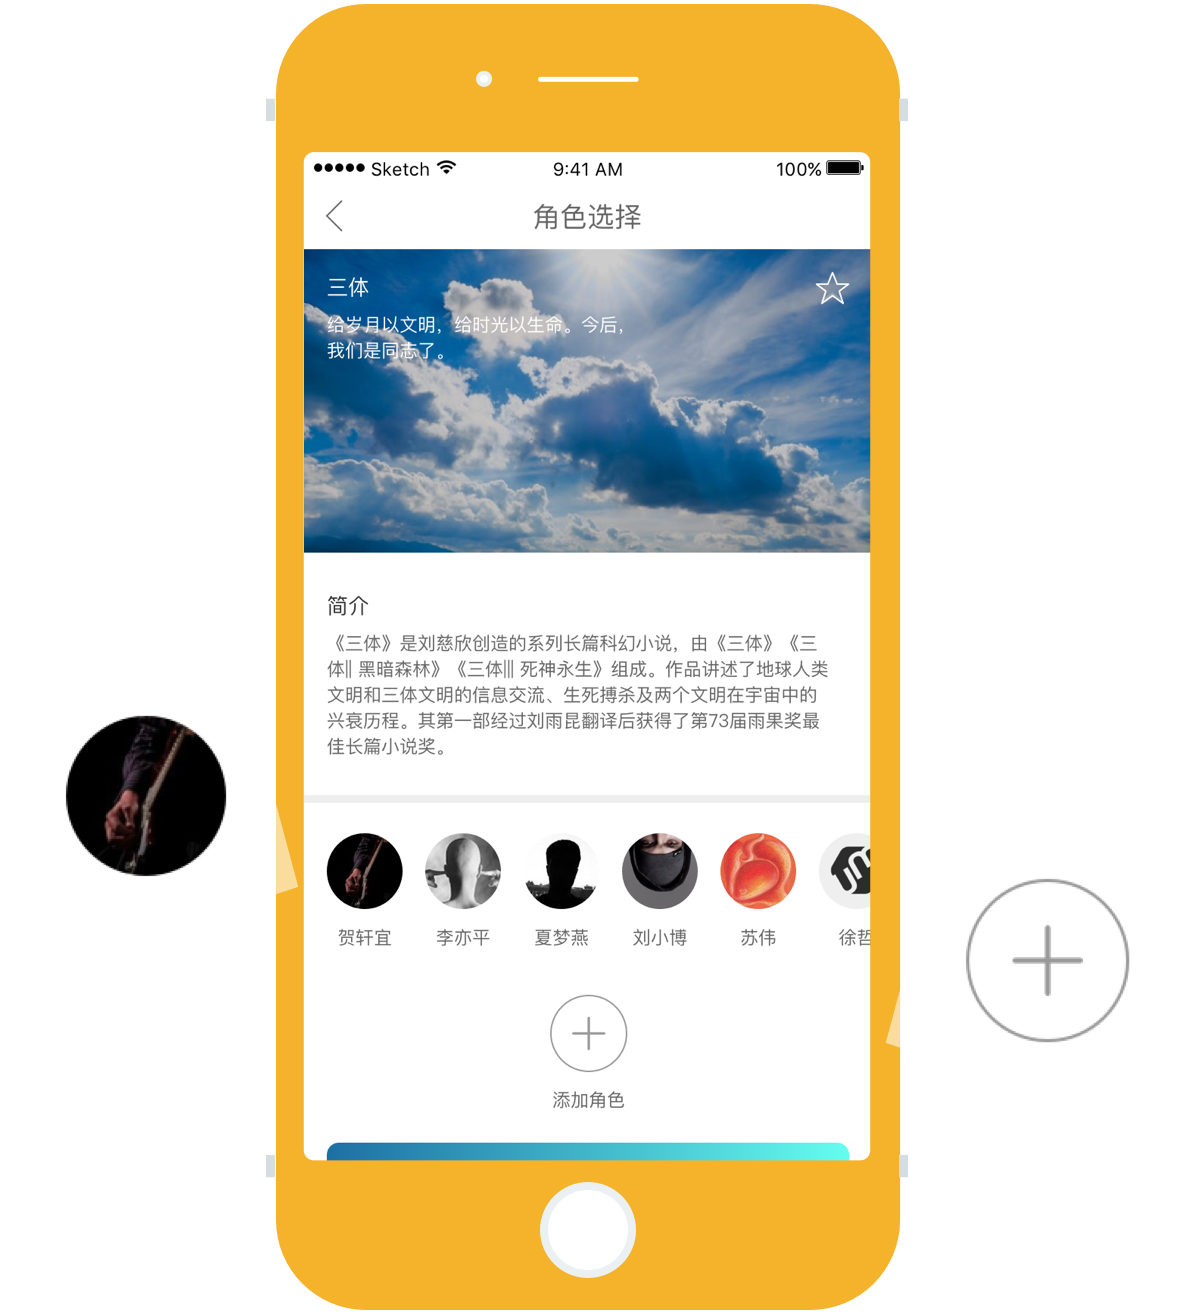 Sketch 9:41 AM 100%
角色选择
三体
给岁月以文明，给时光以生命。今后，
我们是同志了。
简介
《三体》是刘慈欣创造的系列长篇科幻小说，由《三体》《三
体|| 黑暗森林》《三体||| 死神永生》组成。作品讲述了地球人类
文明和三体文明的信息交流、生死搏杀及两个文明在宇宙中的
兴衰历程。其第一部经过刘雨昆翻译后获得了第73届雨果奖最
佳长篇小说奖。
贺轩宜 李亦平 夏梦燕 刘小博 苏伟 徐哲
添加角色